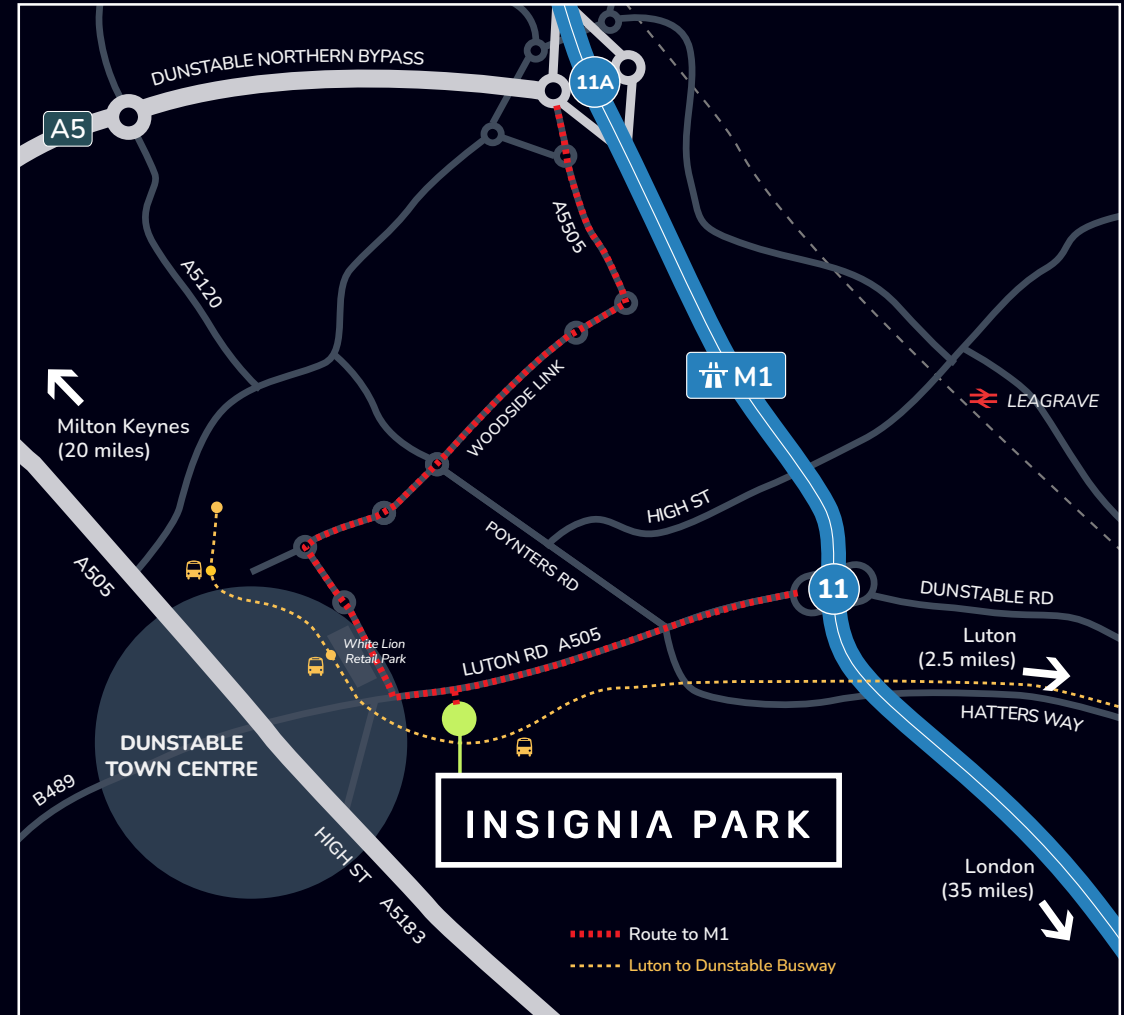 DUNSTABLE NORTHERN BYPASS
11A
A5
A5505
A5120
M1
WOODSIDE LINK
LEAGRAVE
Milton Keynes
(20 miles)
HIGH ST
POYNTERS RD
A505
11
DUNSTABLE RD
Luton
(2.5 miles)
White Lion
Retail Park
LUTON RD A505
HATTERS WAY
DUNSTABLE
TOWN CENTRE
B489
INSIGNIA PARK
HIGH ST
A5183
London
(35 miles)
Route to M1
Luton to Dunstable Busway